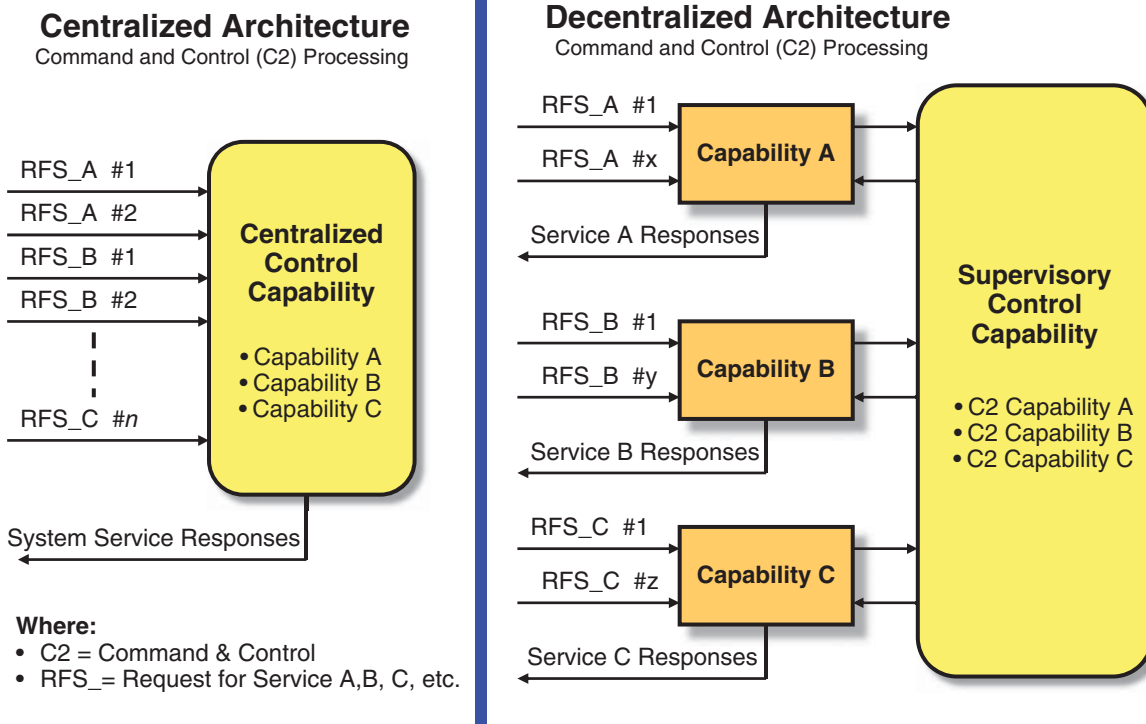 Centralized Architecture
Command and Control (C2) Processing
RFS_A #1
RFS_A #2
RFS_B #1
RFS_B #2
RFS_C #n
Centralized
Control
Capability
• Capability A
• Capability B
• Capability C
System Service Responses
Where:
• C2 = Command & Control
• RFS_= Request for Service A,B, C, etc.
Decentralized Architecture
Command and Control (C2) Processing
RFS_A #1
RFS_A #x
Capability A
Service A Responses
RFS_B #1
RFS_B #y
Capability B
Service B Responses
RFS_C #1
RFS_C #z
Capability C
Service C Responses
Supervisory
Control
Capability
• C2 Capability A
• C2 Capability B
• C2 Capability C